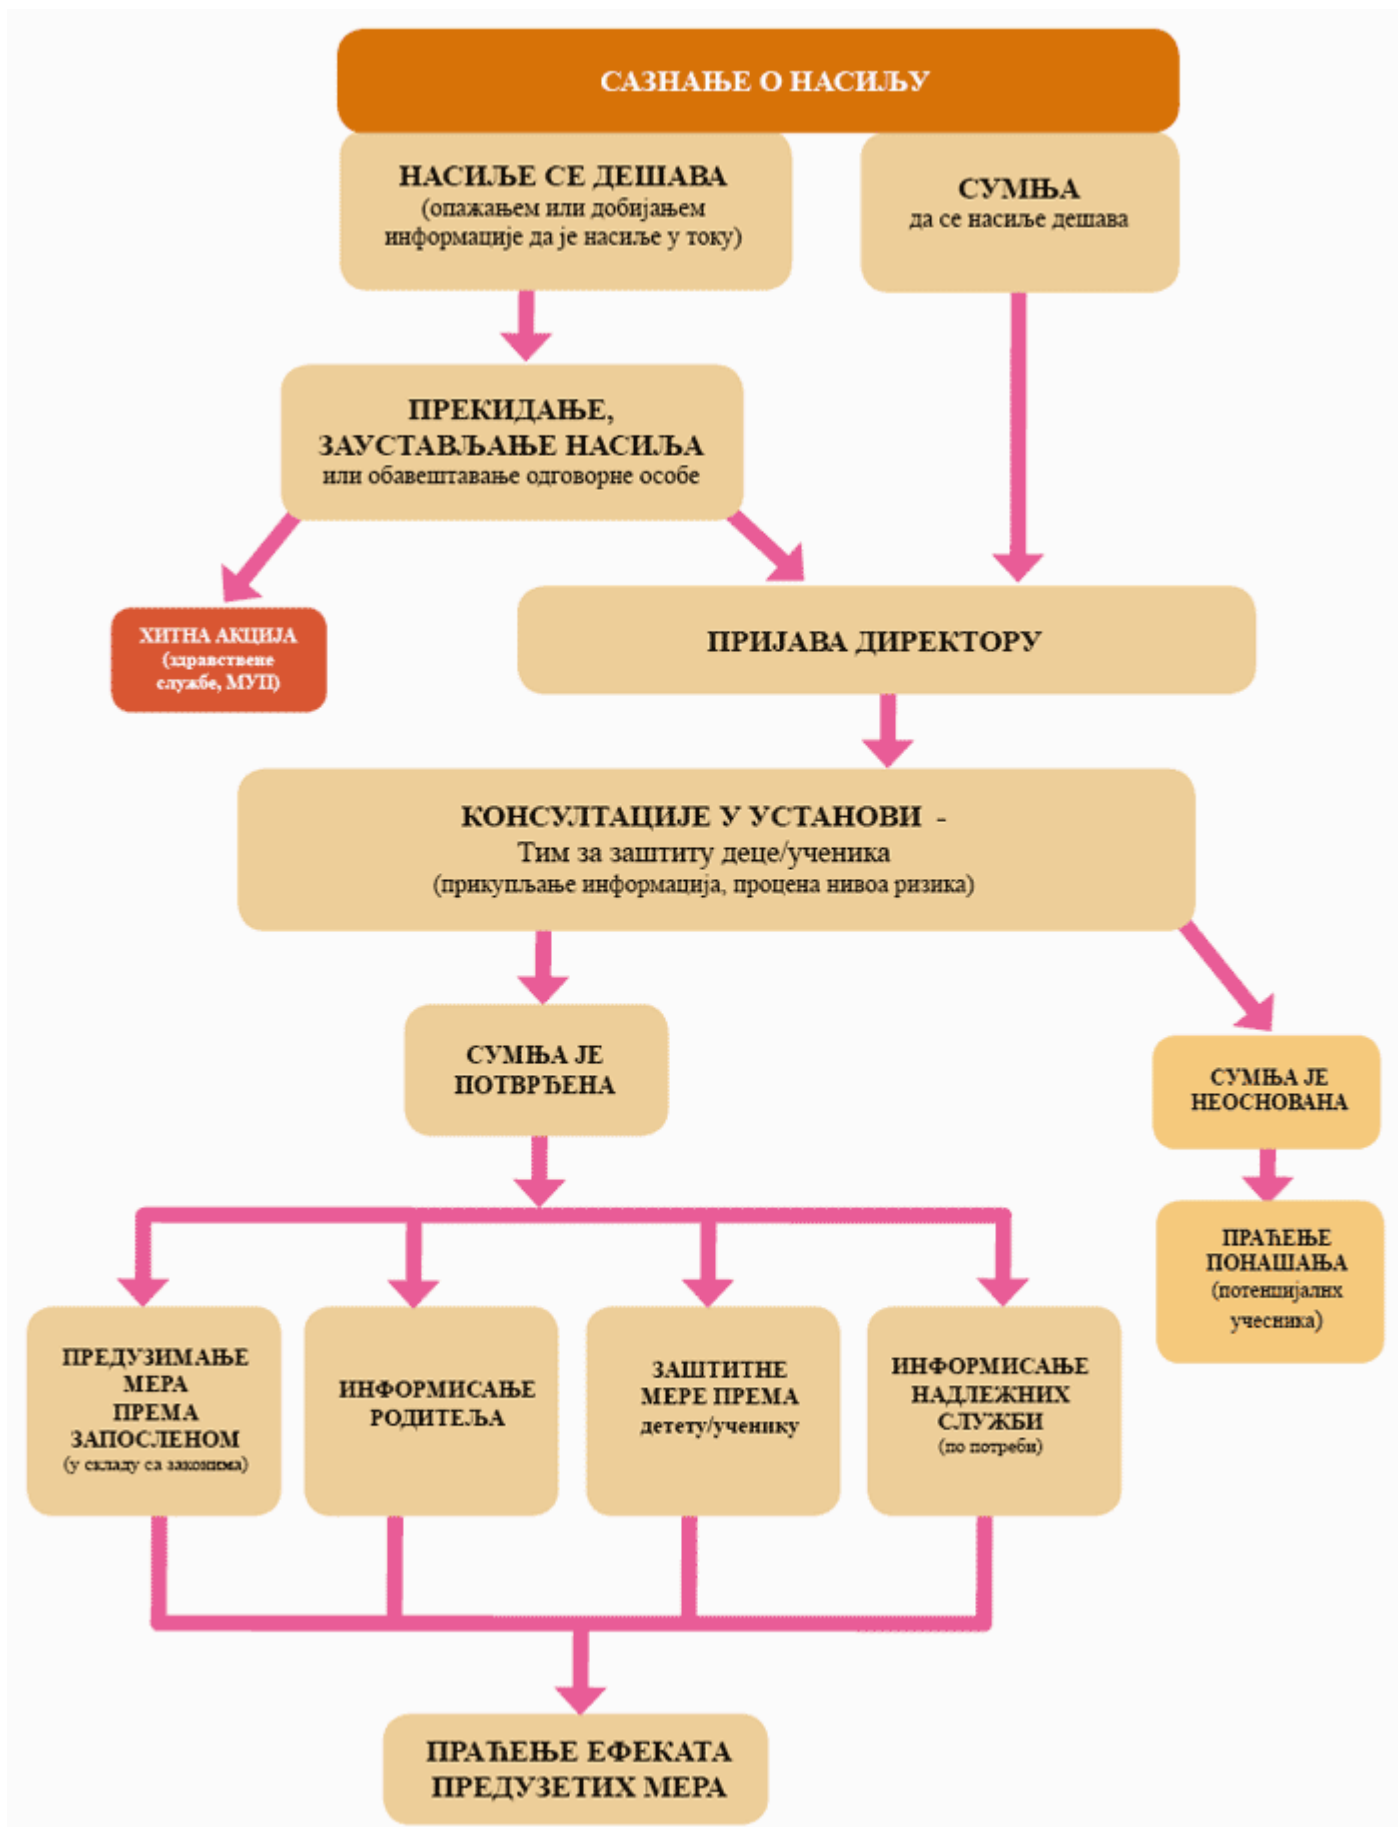 САЗНАЊЕ О НАСИЉУ
НАСИЉЕ СЕ ДЕШАВА
(опажањем или добијањем
информације да је насиље у току)
СУМЊА
да се насиље дешава
ПРЕКИДАЊЕ,
ЗАУСТАВЉАЊЕ НАСИЉА
или обавештавање одговорне особе
ХИТНА АКЦИЈА
(здравствене
службе, МУП)
ПРИЈАВА ДИРЕКТОРУ
КОНСУЛТАЦИЈЕ У УСТАНОВИ -
Тим за заштиту деце/ученика
(прикупљање информација, процена нивоа ризика)
СУМЊА ЈЕ
ПОТВРЂЕНА
СУМЊА ЈЕ
НЕОСНОВАНА
ПРАЋЕЊЕ
ПОНАШАЊА
(потенцијалнх
учесника)
ПРЕДУЗИМАЊЕ
МЕРА
ПРЕМА
ЗАПОСЛЕНОМ
(у складу са законима)
ИНФОРМИСАЊЕ
РОДИТЕЉА
ЗАШТИТНЕ
МЕРЕ ПРЕМА
детету/ученику
ИНФОРМИСАЊЕ
НАДЛЕЖНИХ
СЛУЖБИ
(по потреби)
ПРАЋЕЊЕ ЕФЕКАТА
ПРЕДУЗЕТИХ МЕРА